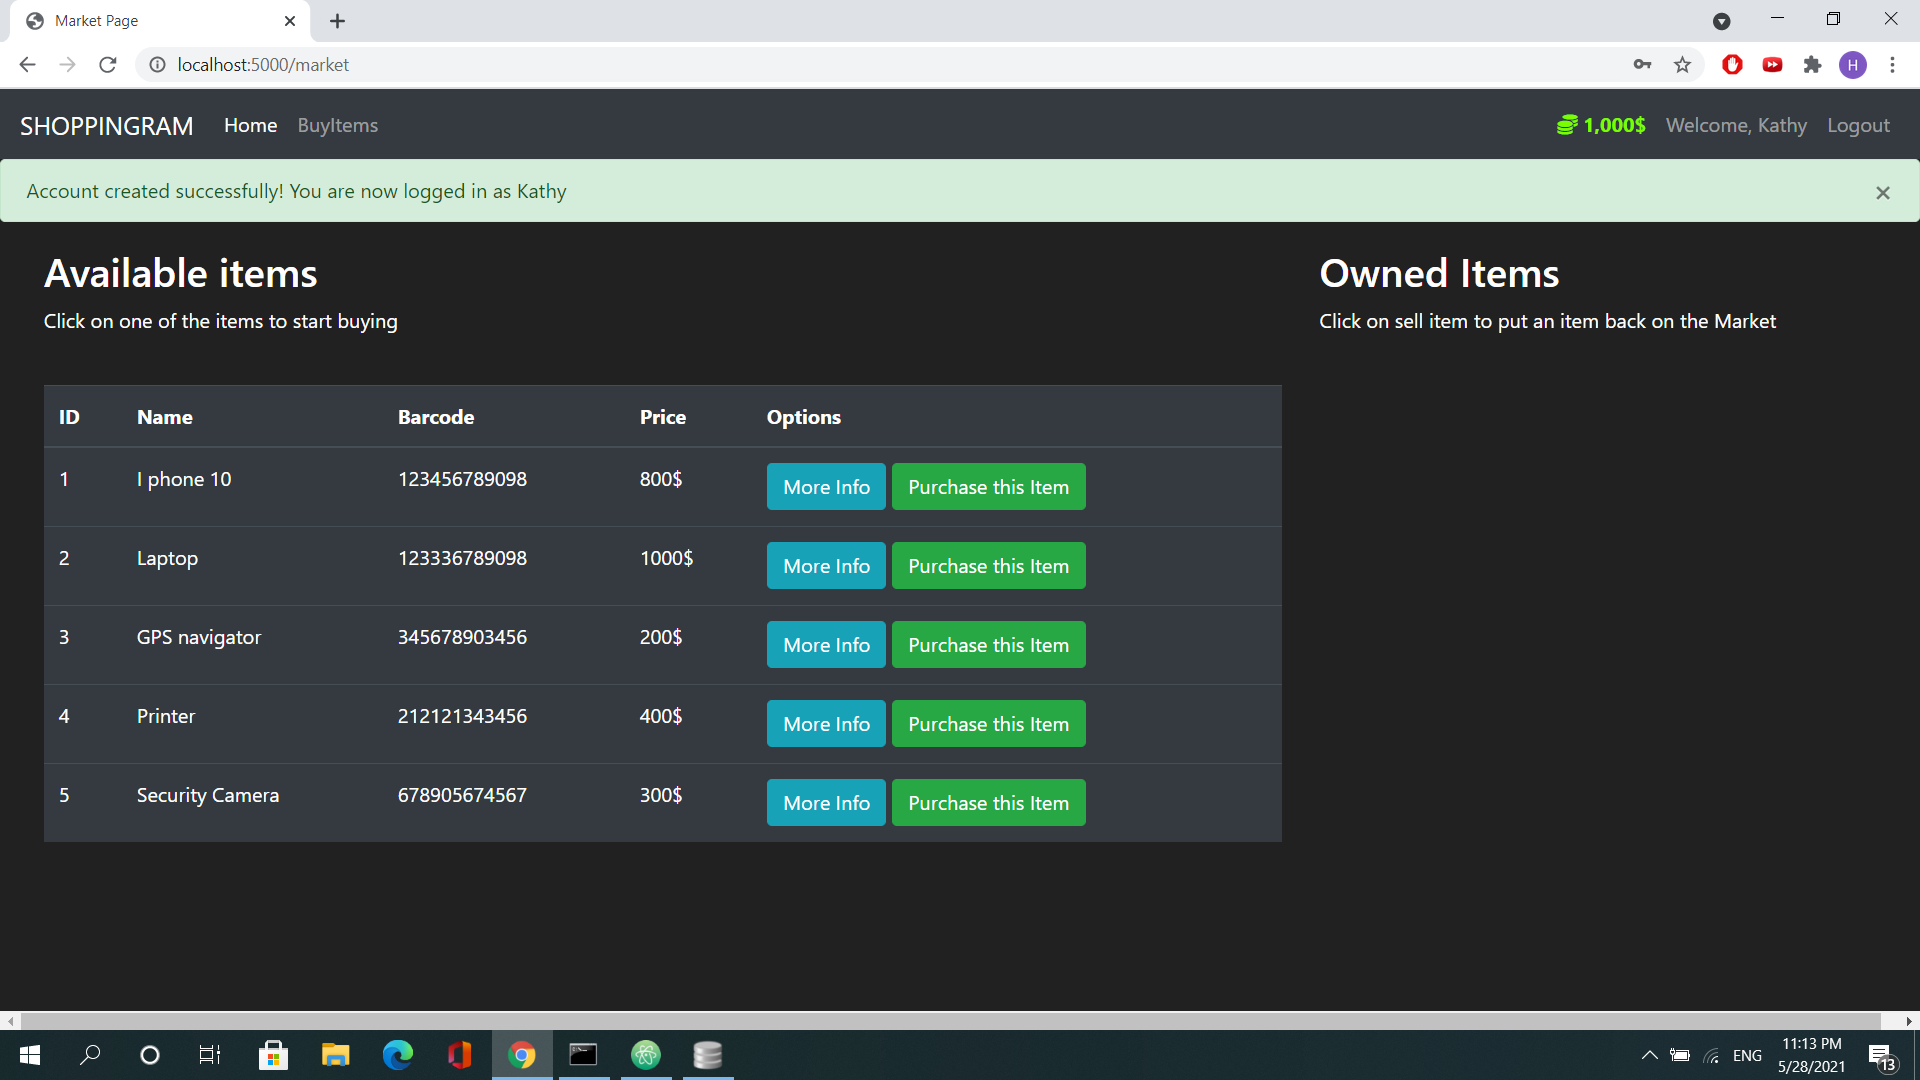 Market Page
localhost:5000/market
H
SHOPPINGRAM Home BuyItems 1,000$ Welcome, Kathy Logout
Account created successfully! You are now logged in as Kathy ×
Available items
Click on one of the items to start buying
Owned Items
Click on sell item to put an item back on the Market
ID Name Barcode Price Options
1 I phone 10 123456789098 800$ More Info Purchase this Item
2 Laptop 123336789098 1000$ More Info Purchase this Item
3 GPS navigator 345678903456 200$ More Info Purchase this Item
4 Printer 212121343456 400$ More Info Purchase this Item
5 Security Camera 678905674567 300$ More Info Purchase this Item
ENG
11:13 PM
5/28/2021
13